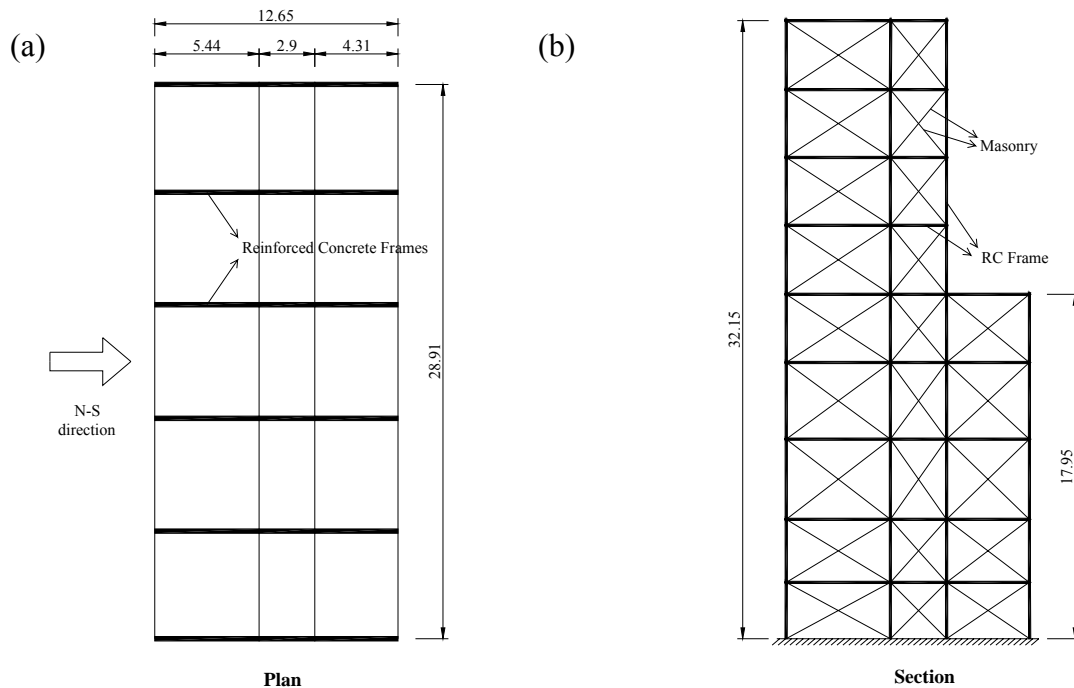 (a)
12.65
5.44 2.9 4.31
Reinforced Concrete Frames
N-S
direction
28.91
Plan
(b)
32.15
Masonry
RC Frame
17.95
Section